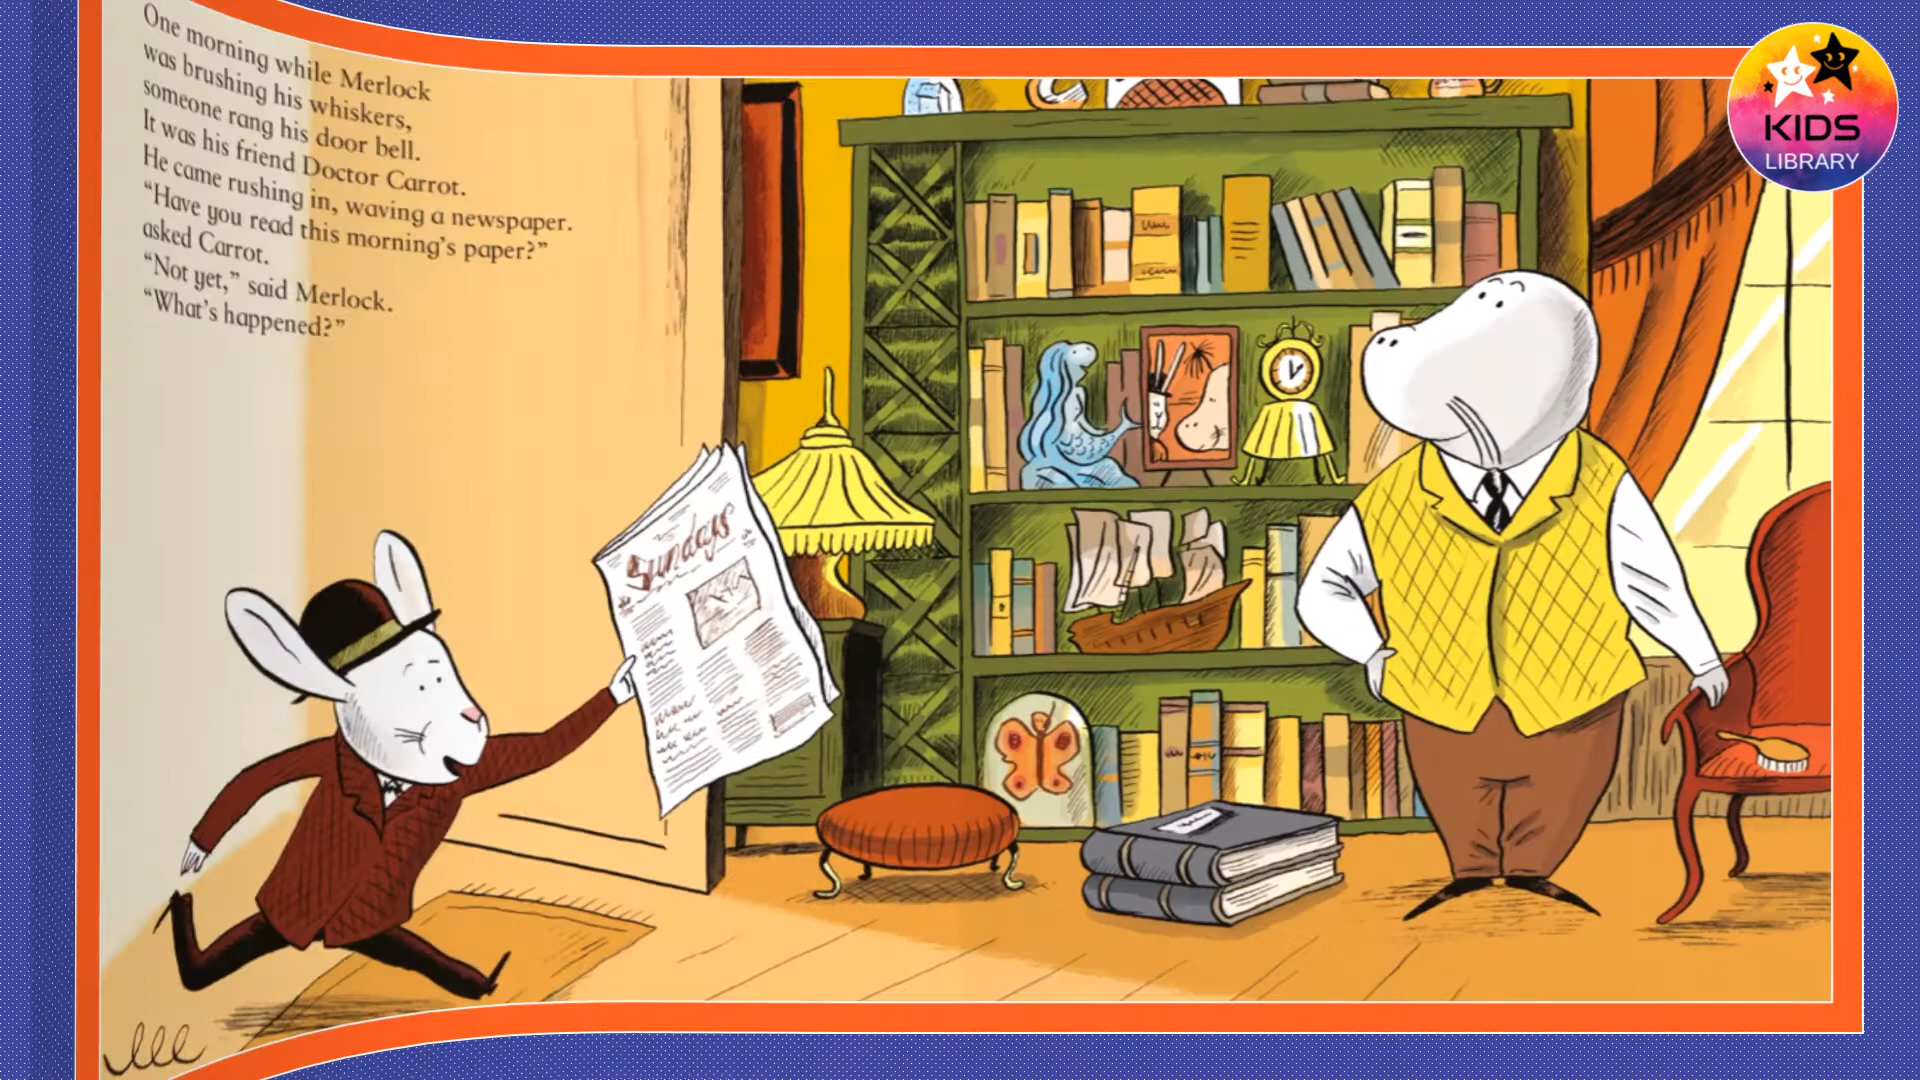 One morning while Merlock
was brushing his whiskers,
someone rang his door bell.
It was his friend Doctor Carrot.
He came rushing in, waving a newspaper.
“Have you read this morning’s paper?”
asked Carrot.
“Not yet,” said Merlock.
“What’s happened?”
Sundays
KIDS
LIBRARY